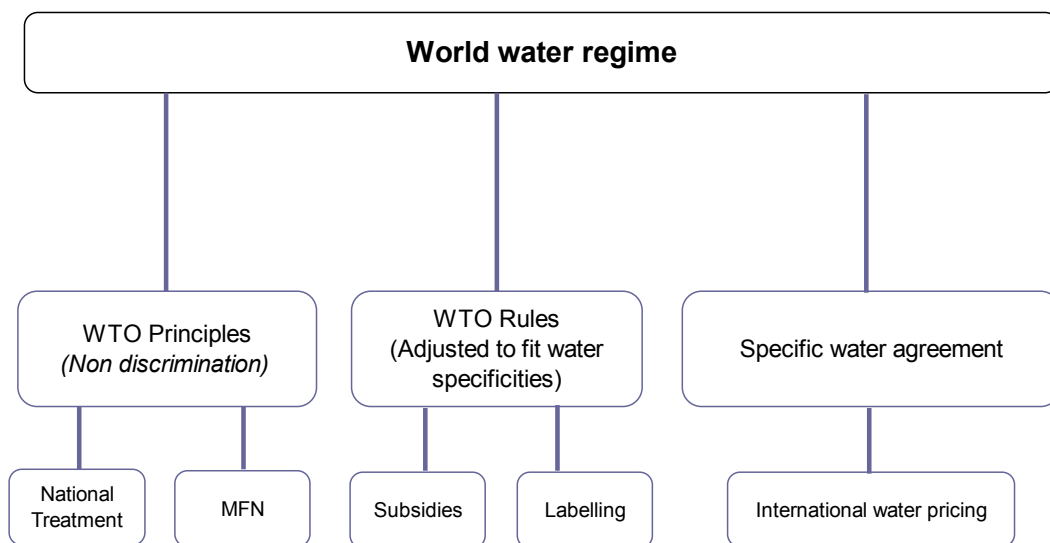 World water regime
WTO Principles
(Non discrimination)
WTO Rules
(Adjusted to fit water
specificities)
Specific water agreement
National
Treatment
MFN
Subsidies
Labelling
International water pricing